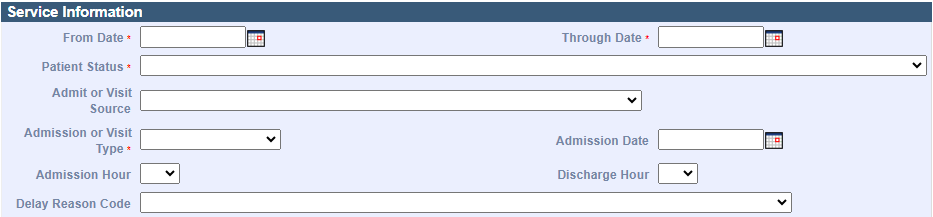 Service Information
From Date * Through Date *
Patient Status *
Admit or Visit
Source
Admission or Visit
Type *
Admission Date
Admission Hour Discharge Hour
Delay Reason Code